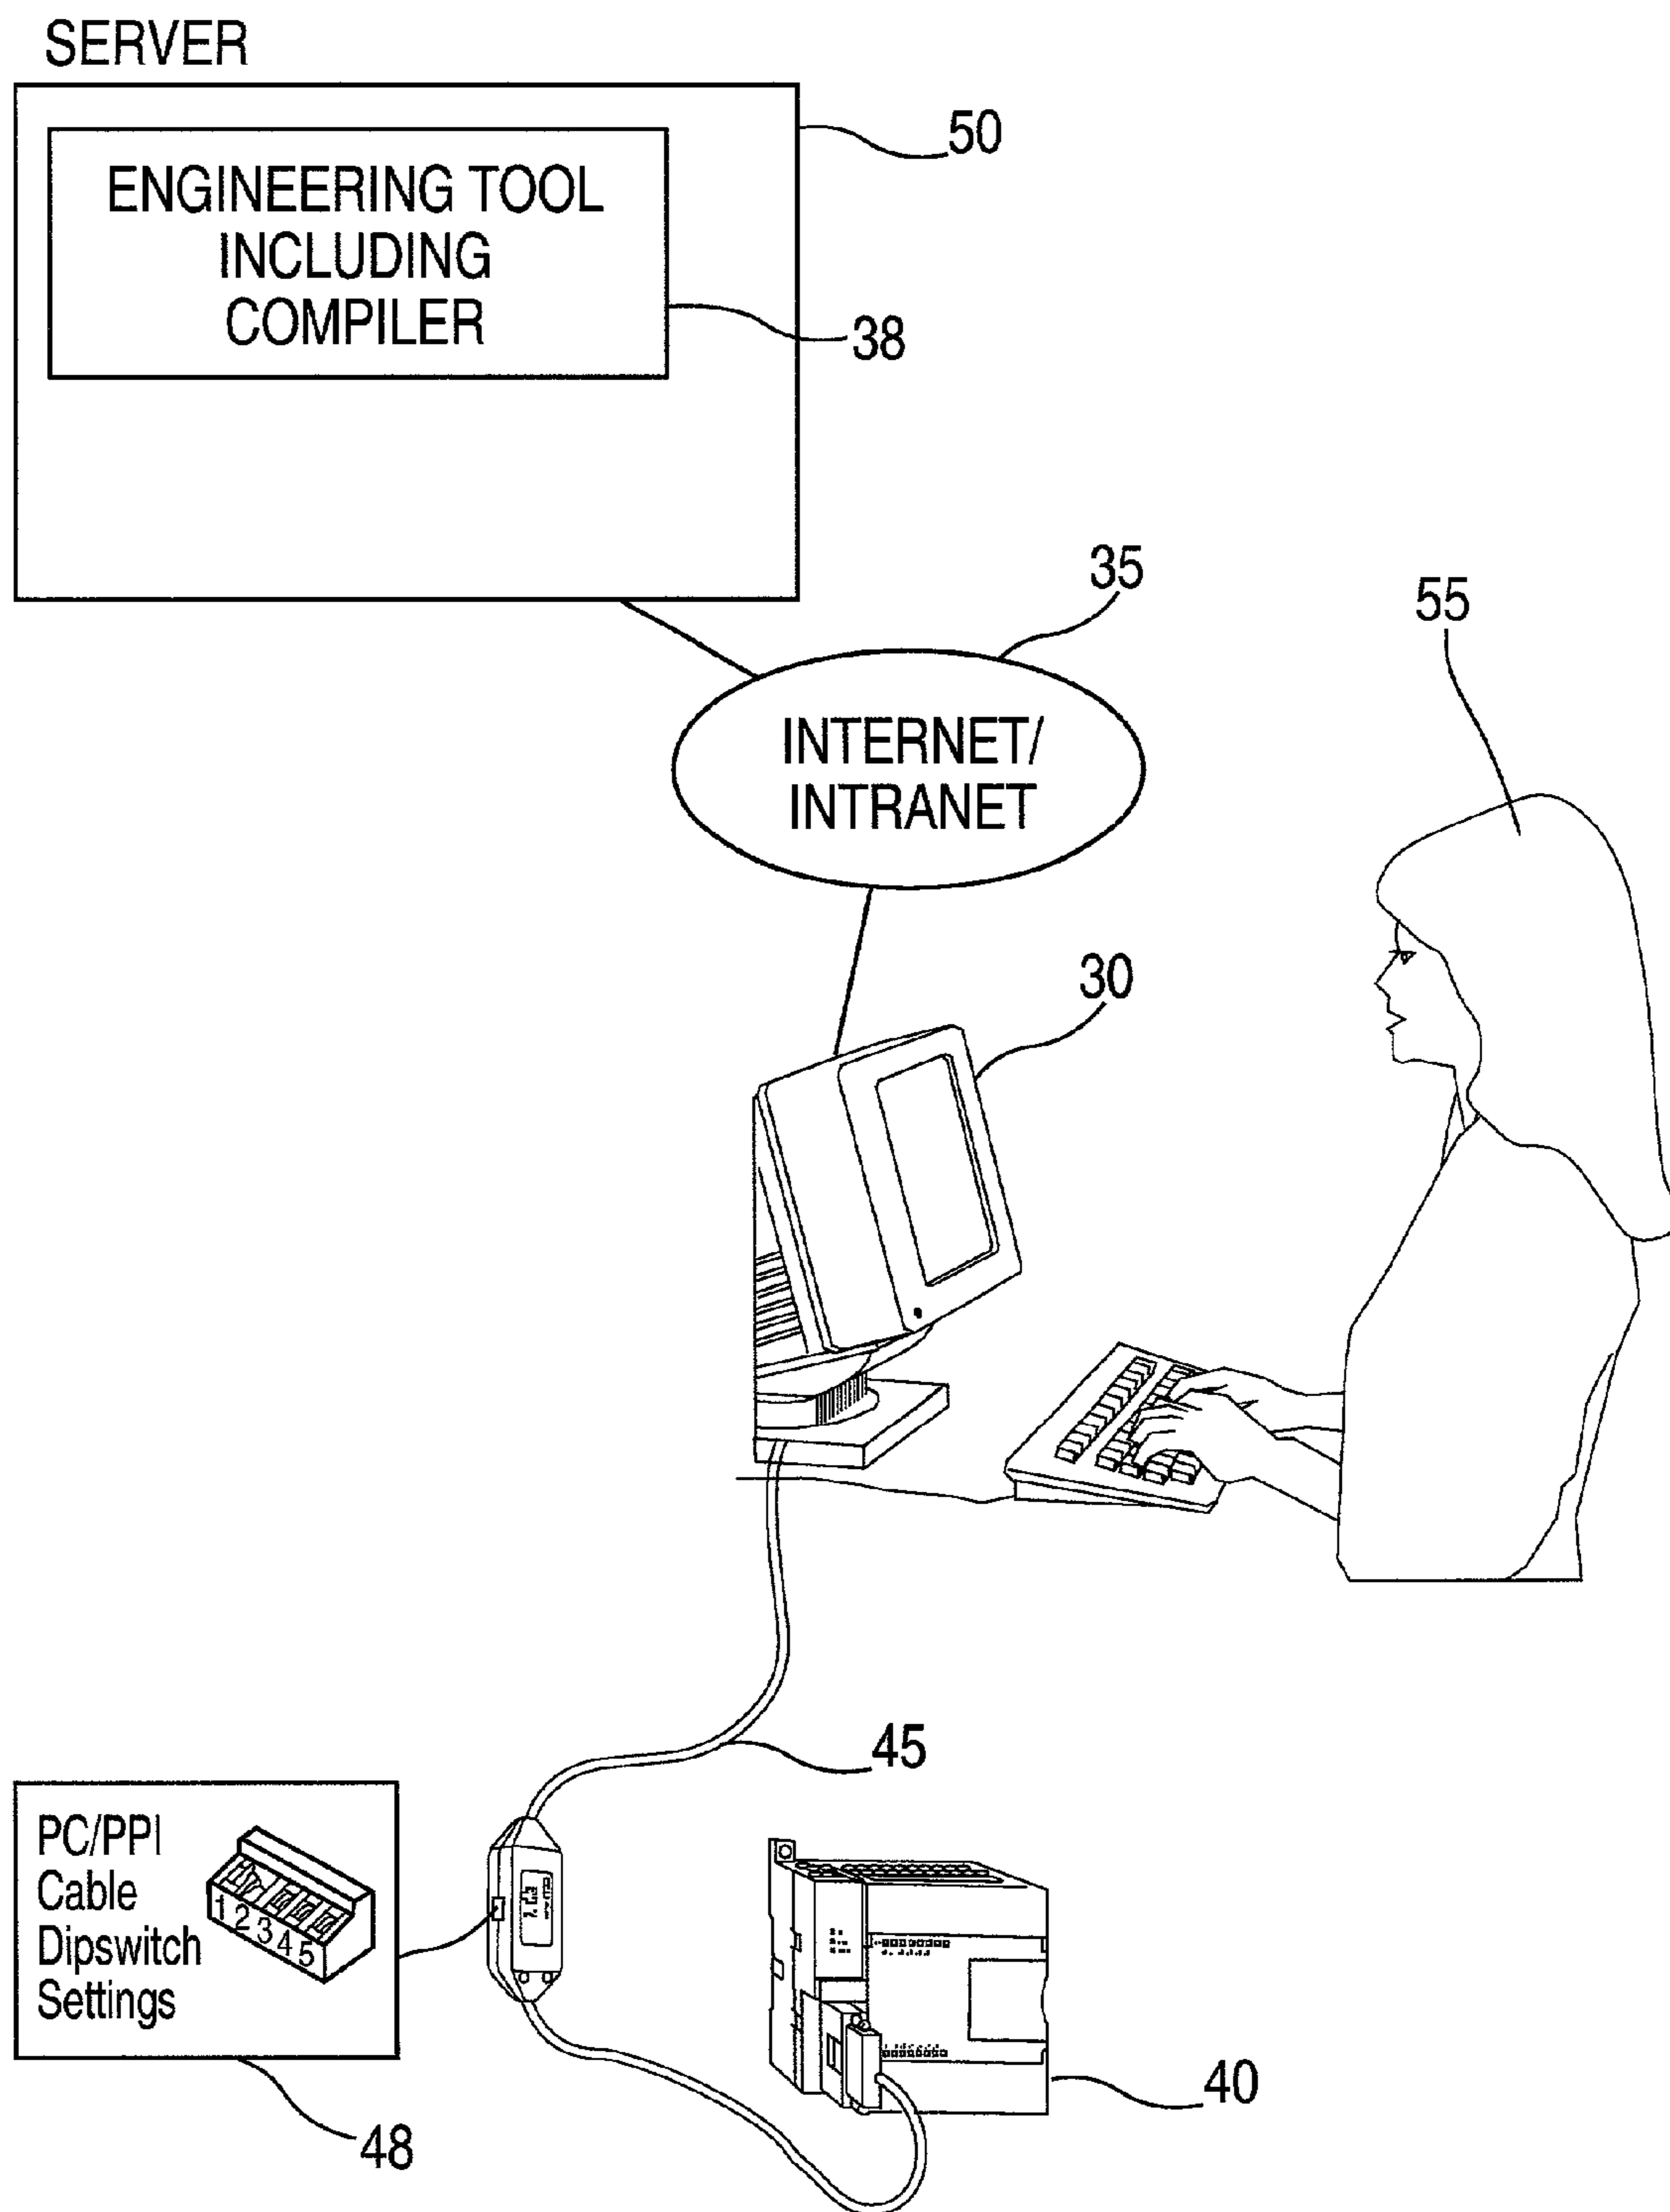 SERVER
50
ENGINEERING TOOL
INCLUDING
COMPILER
38
35
55
INTERNET/
INTRANET
30
45
PC/PPI
Cable
Dipswitch
Settings
1 2 3 4 5
40
48